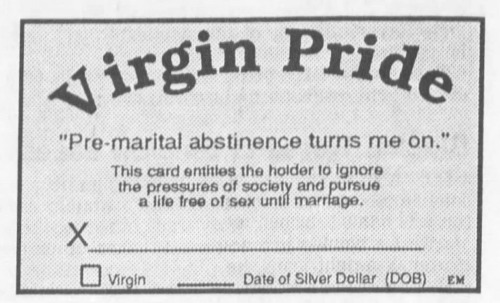 Virgin Pride
"Pre-marital abstinence turns me on."
This card entitles the holder to ignore
the pressures of society and pursue
a life free of sex until marriage.
X
Virgin Date of Silver Dollar (DOB) EM